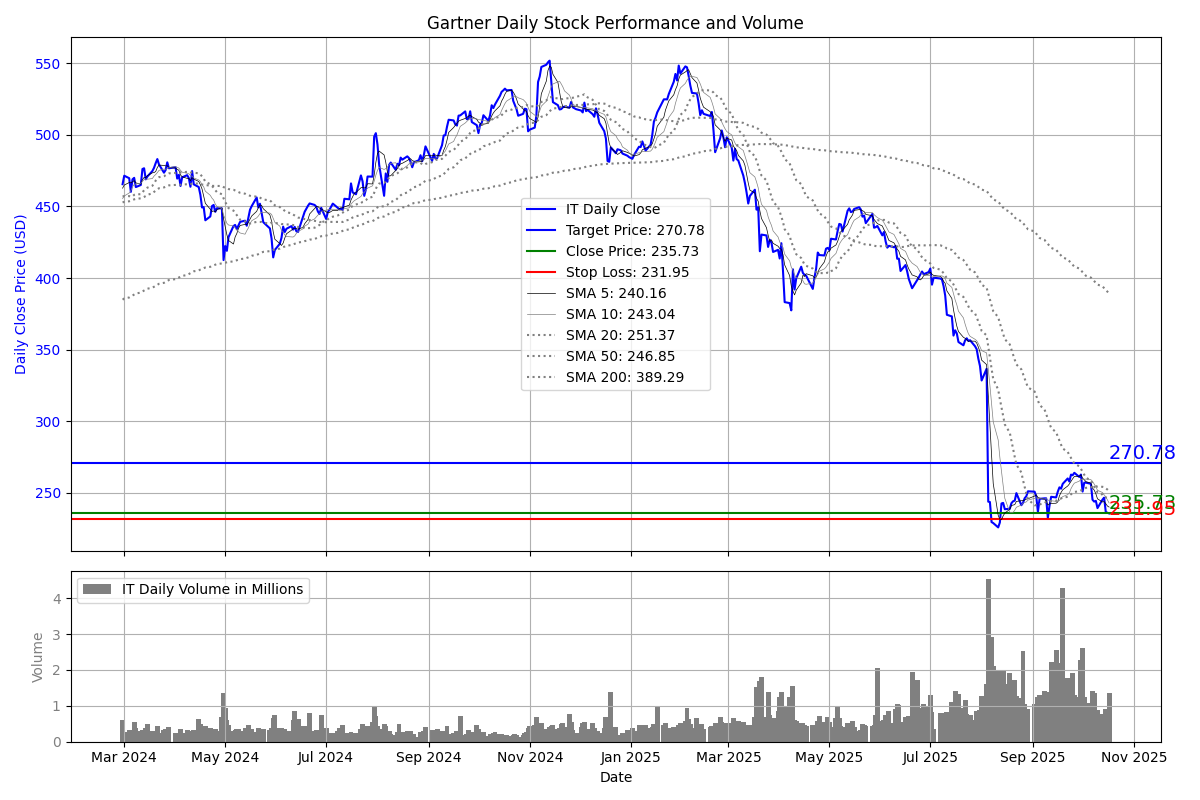 Gartner Daily Stock Performance and Volume
Daily Close Price (USD)
550
500
450
400
350
300
250
IT Daily Close
Target Price: 270.78
Close Price: 235.73
Stop Loss: 231.95
SMA 5: 240.16
SMA 10: 243.04
SMA 20: 251.37
SMA 50: 246.85
SMA 200: 389.29
270.78
235.73
231.95
IT Daily Volume in Millions
Volume
4
3
2
1
0
Mar 2024 May 2024 Jul 2024 Sep 2024 Nov 2024 Jan 2025 Mar 2025 May 2025 Jul 2025 Sep 2025 Nov 2025
Date